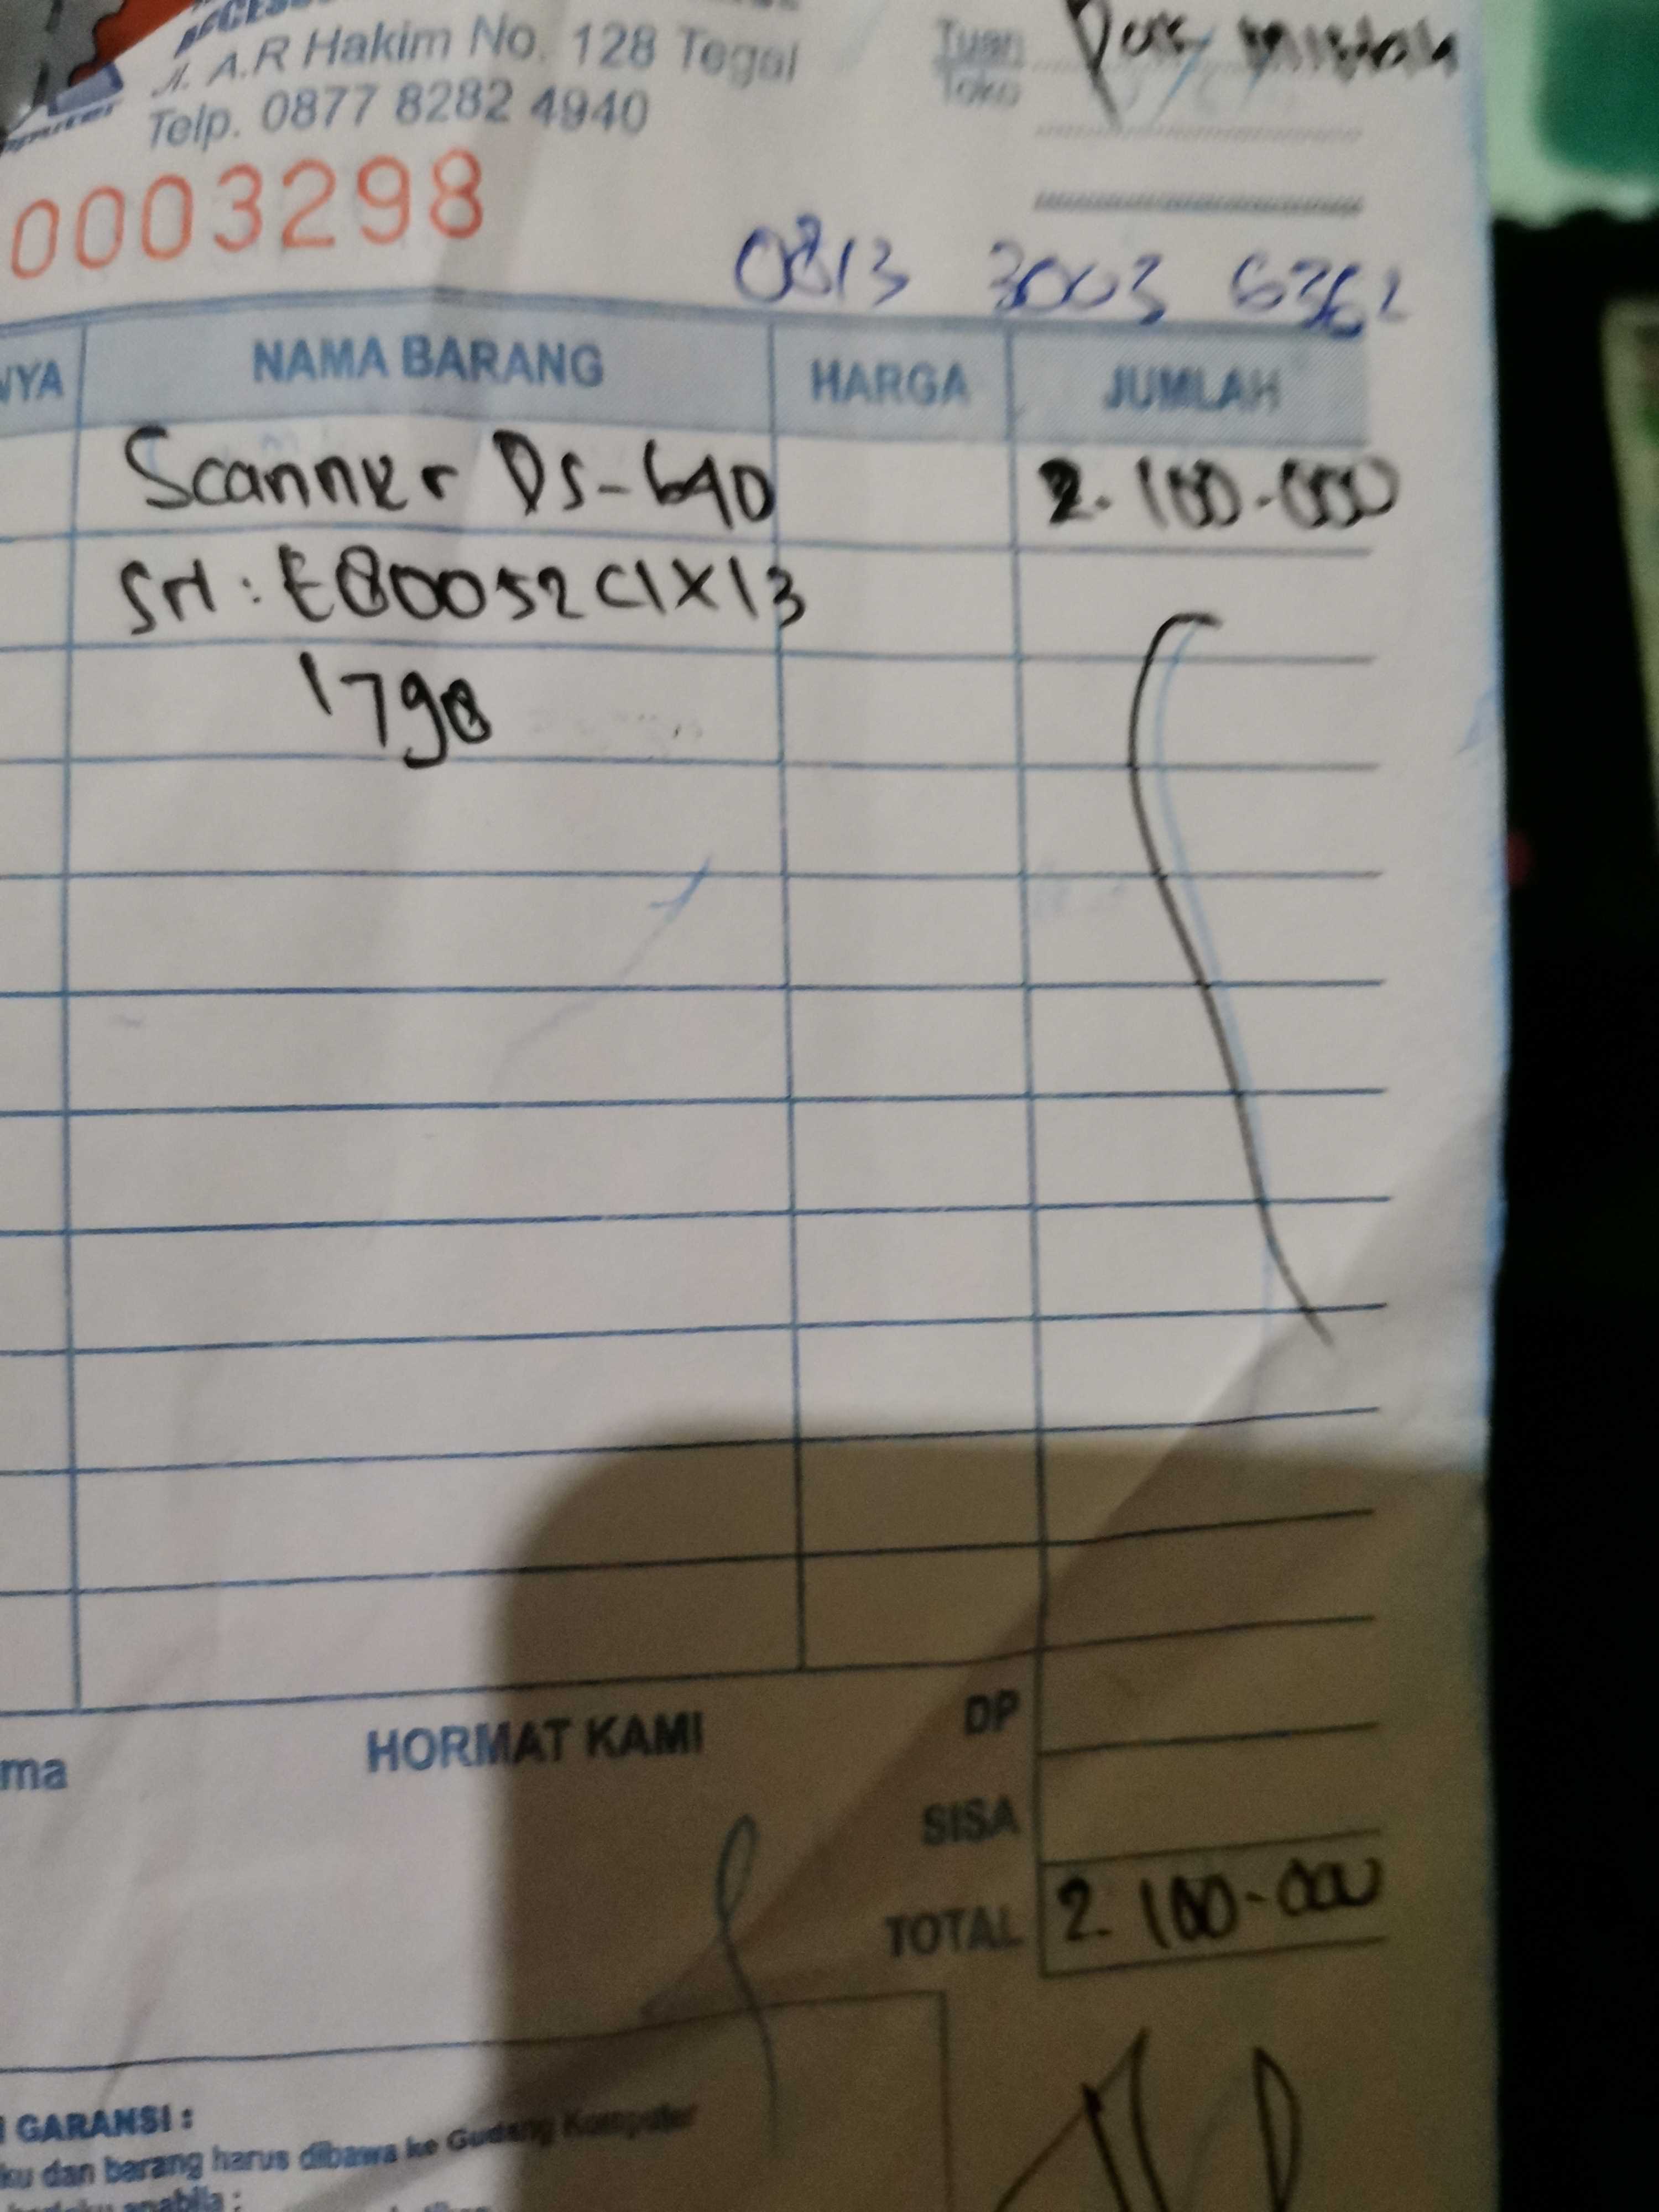 Jl. A.R Hakim No. 128 Tegal
Telp. 0877 8282 4940
Tuan
Toko
0003298
0813 3003 6362
NYA NAMA BARANG HARGA JUMLAH
Scanner DS-640 2.100.000
SN: E80052C1X13
1798
HORMAT KAMI
DP
SISA
TOTAL 2.100.000
ma
GARANSI :
ku dan barang harus dibawa ke Gudang Komputer
apabila :